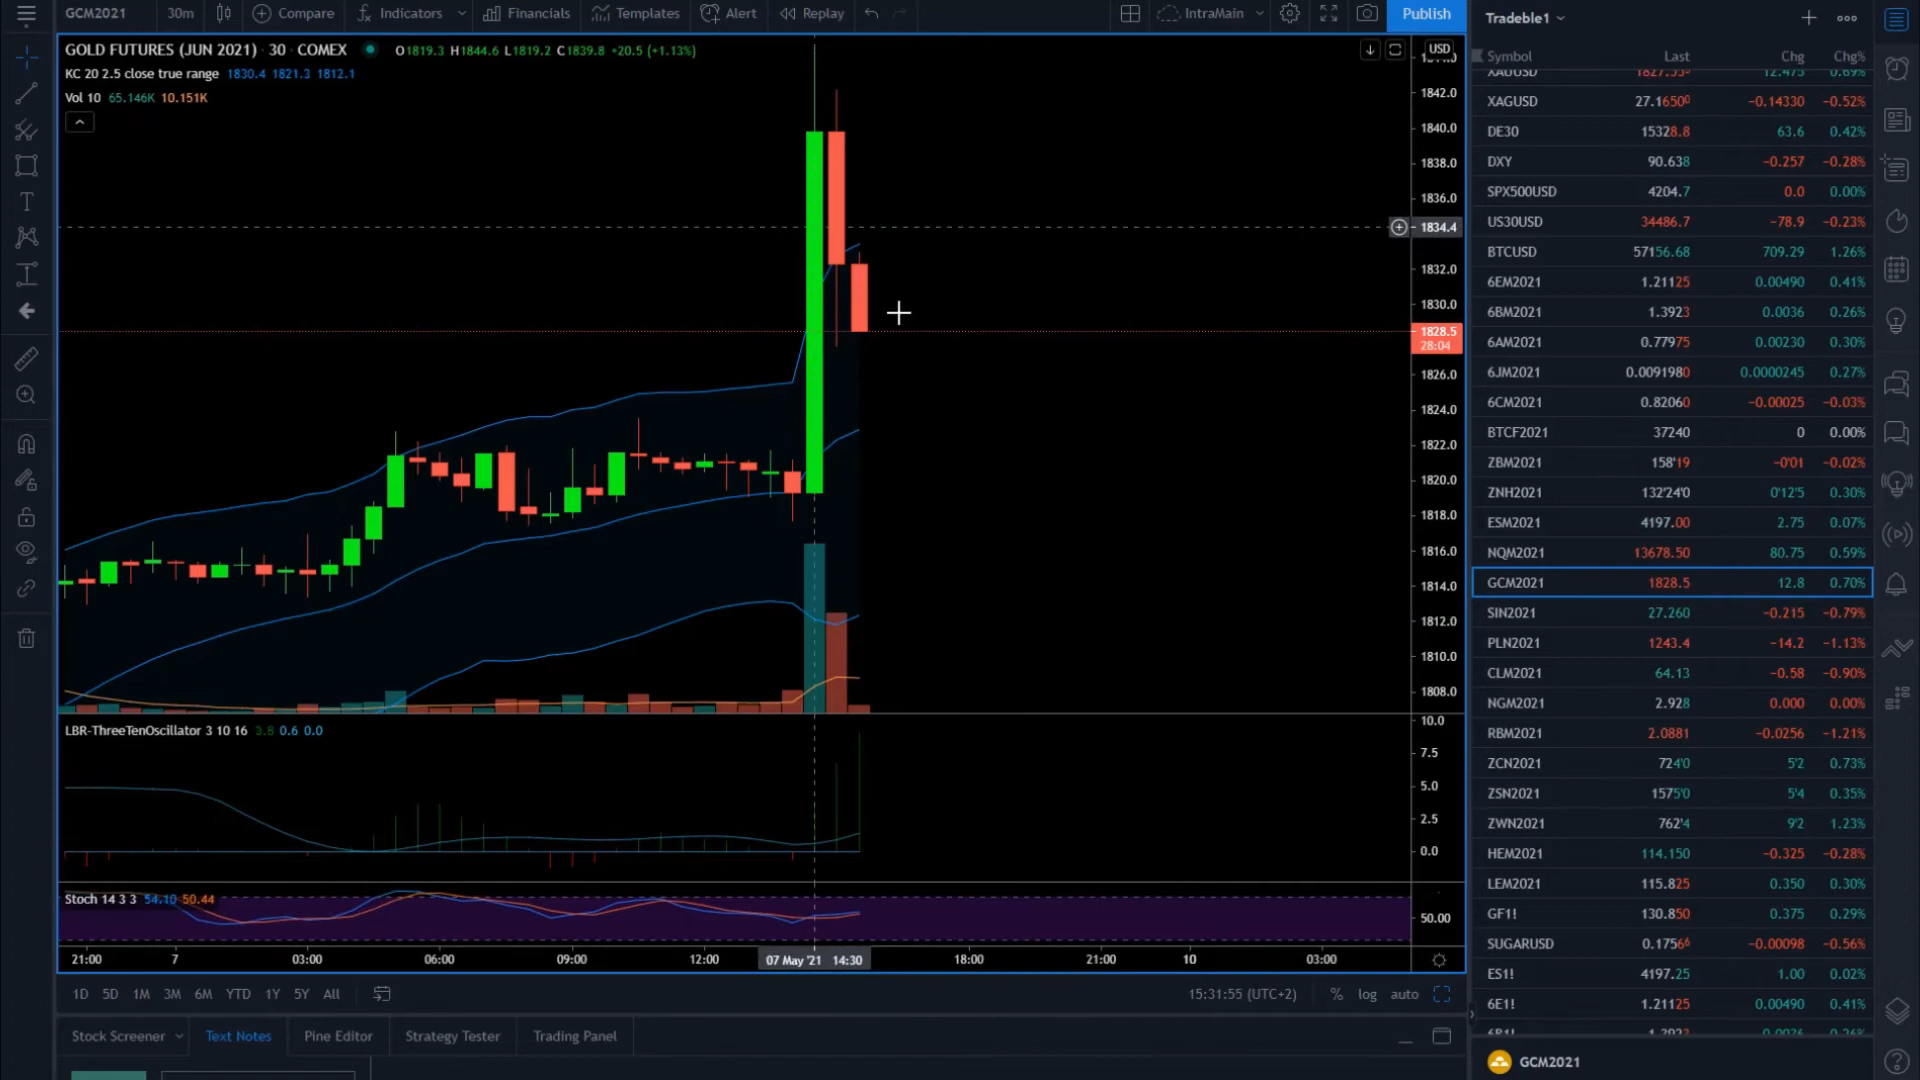 GCM2021 30m Compare Indicators Financials Templates Alert Replay IntraMain Publish
GOLD FUTURES (JUN 2021) · 30 · COMEX O1819.3 H1844.6 L1819.2 C1839.8 +20.5 (+1.13%)
KC 20 2.5 close true range 1830.4 1821.3 1812.1
Vol 10 65.146K 10.151K
USD
1842.0
1840.0
1838.0
1836.0
1834.4
1832.0
1830.0
1828.5
28:04
1826.0
1824.0
1822.0
1820.0
1818.0
1816.0
1814.0
1812.0
1810.0
1808.0
LBR-ThreeTenOscillator 3 10 16 3.8 0.6 0.0
10.0
7.5
5.0
2.5
0.0
Stoch 14 3 3 54.10 50.44
50.00
21:00 7 03:00 06:00 09:00 12:00 07 May '21 14:30 18:00 21:00 10 03:00
1D 5D 1M 3M 6M YTD 1Y 5Y All 15:31:55 (UTC+2) % log auto
Stock Screener Text Notes Pine Editor Strategy Tester Trading Panel
Tradeble1
Symbol Last Chg Chg%
XAUUSD 12.475 0.69%
XAGUSD 27.1650 −0.14330 −0.52%
DE30 15328.8 63.6 0.42%
DXY 90.638 −0.257 −0.28%
SPX500USD 4204.7 0.0 0.00%
US30USD 34486.7 −78.9 −0.23%
BTCUSD 57156.68 709.29 1.26%
6EM2021 1.21125 0.00490 0.41%
6BM2021 1.3923 0.0036 0.26%
6AM2021 0.77975 0.00230 0.30%
6JM2021 0.0091980 0.0000245 0.27%
6CM2021 0.82060 −0.00025 −0.03%
BTCF2021 37240 0 0.00%
ZBM2021 158'19 −0'01 −0.02%
ZNH2021 132'24'0 0'12'5 0.30%
ESM2021 4197.00 2.75 0.07%
NQM2021 13678.50 80.75 0.59%
GCM2021 1828.5 12.8 0.70%
SIN2021 27.260 −0.215 −0.79%
PLN2021 1243.4 −14.2 −1.13%
CLM2021 64.13 −0.58 −0.90%
NGM2021 2.928 0.000 0.00%
RBM2021 2.0881 −0.0256 −1.21%
ZCN2021 724'0 5'2 0.73%
ZSN2021 1575'0 5'4 0.35%
ZWN2021 762'4 9'2 1.23%
HEM2021 114.150 −0.325 −0.28%
LEM2021 115.825 0.350 0.30%
GF1! 130.850 0.375 0.29%
SUGARUSD 0.1756⁶ −0.00098 −0.56%
ES1! 4197.25 1.00 0.02%
6E1! 1.21125 0.00490 0.41%
GCM2021